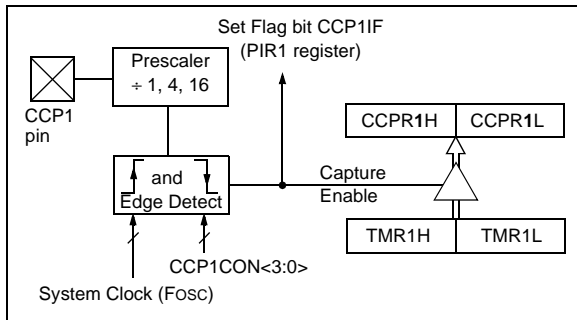 Set Flag bit CCP1IF
(PIR1 register)
Prescaler
÷ 1, 4, 16
CCP1
pin
CCPR1H
CCPR1L
and
Edge Detect
Capture
Enable
TMR1H
TMR1L
CCP1CON<3:0>
System Clock (FOSC)